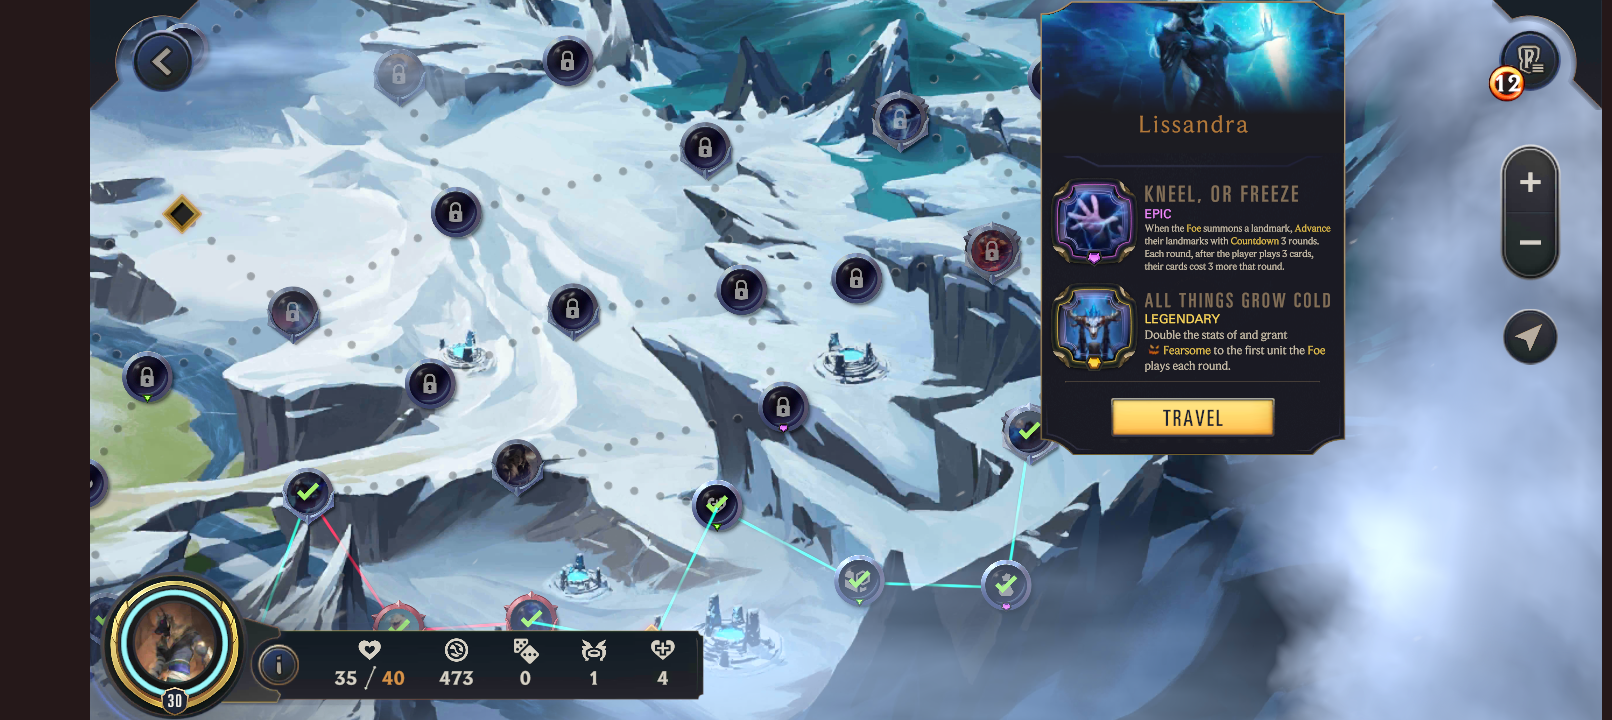 12
Lissandra
KNEEL, OR FREEZE
EPIC
When the Foe summons a landmark, Advance
their landmarks with Countdown 3 rounds.
Each round, after the player plays 3 cards,
their cards cost 3 more that round.
ALL THINGS GROW COLD
LEGENDARY
Double the stats of and grant
Fearsome to the first unit the Foe
plays each round.
TRAVEL
35 / 40
473
0
1
4
30